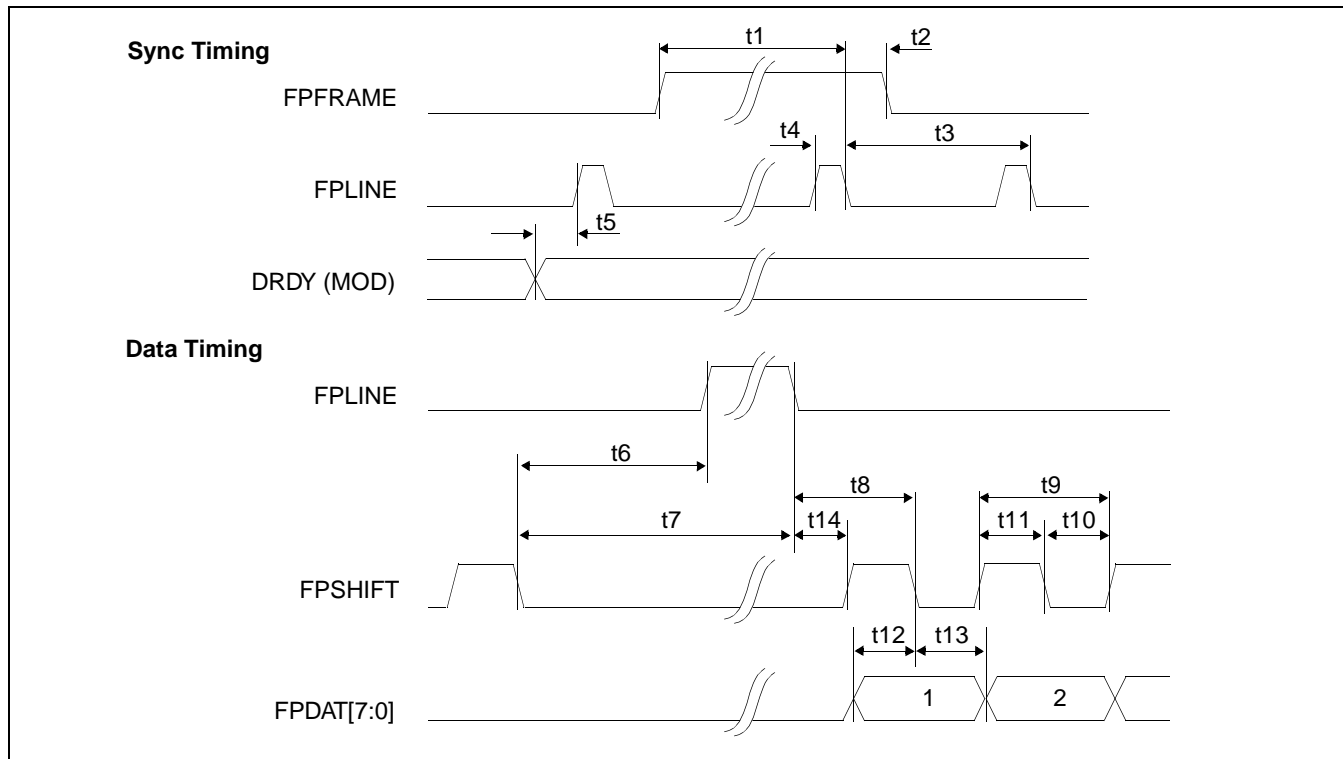 Sync Timing
t1
t2
FPFRAME
t4
t3
FPLINE
t5
DRDY (MOD)
Data Timing
FPLINE
t6
t8
t9
t7
t14
t11
t10
FPSHIFT
t12
t13
FPDAT[7:0]
1
2